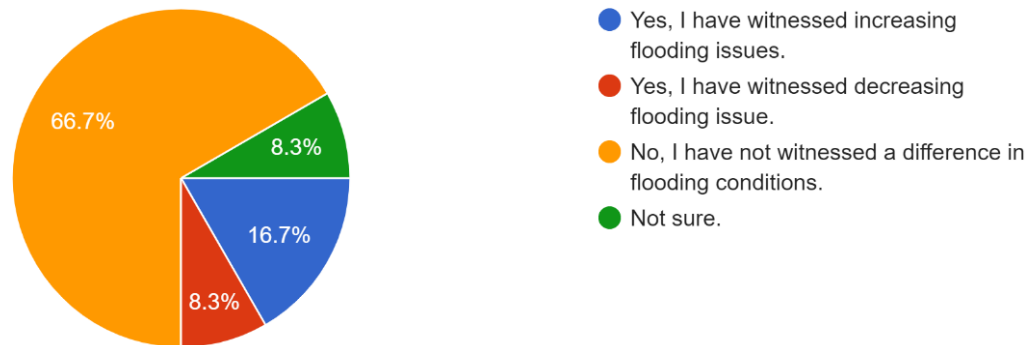 66.7%
8.3%
16.7%
8.3%
Yes, I have witnessed increasing
flooding issues.
Yes, I have witnessed decreasing
flooding issue.
No, I have not witnessed a difference in
flooding conditions.
Not sure.